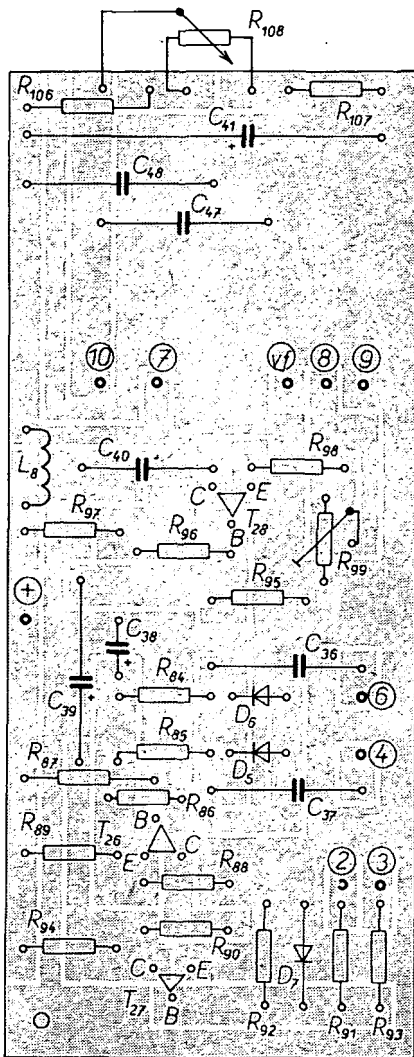 R108
R106
R107
C41
+
C48
C47
10 7 vf 8 9
C40
R98
L8
C E
R97
T28
R96
B
R99
R95
+
C38
+
C36
C39
+
R84
6
D6
R85
4
R87
D5
R86
C37
B
R89 T26
E C
R88
2 3
R94
R90
C E
D7
T27
B
R92 R91 R93